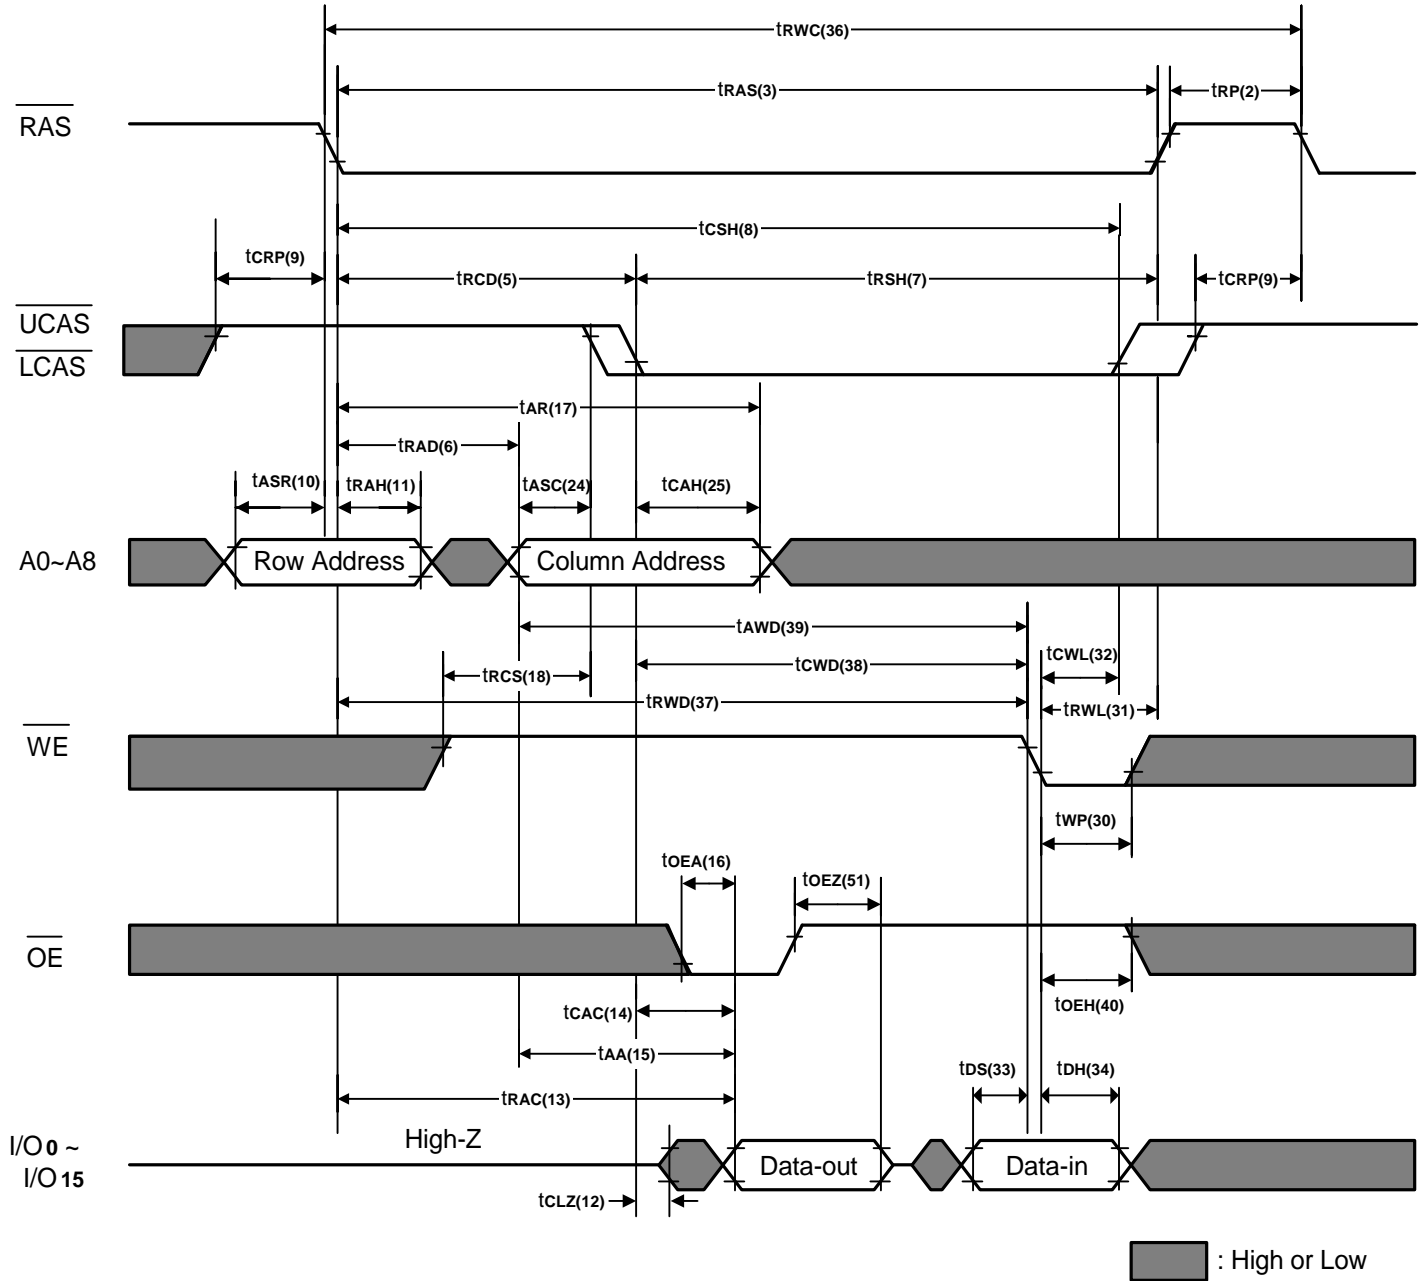 tRWC(36)
tRAS(3)
tRP(2)
RAS
tCSH(8)
tCRP(9)
tRCD(5)
tRSH(7)
tCRP(9)
UCAS
LCAS
tAR(17)
tRAD(6)
tASR(10)
tRAH(11)
tASC(24)
tCAH(25)
A0~A8
Row Address
Column Address
tAWD(39)
tRCS(18)
tCWD(38)
tCWL(32)
tRWD(37)
tRWL(31)
WE
tWP(30)
tOEA(16)
tOEZ(51)
OE
tCAC(14)
tOEH(40)
tAA(15)
tDS(33)
tDH(34)
tRAC(13)
I/O0 ~
I/O15
High-Z
Data-out
Data-in
tCLZ(12)
: High or Low